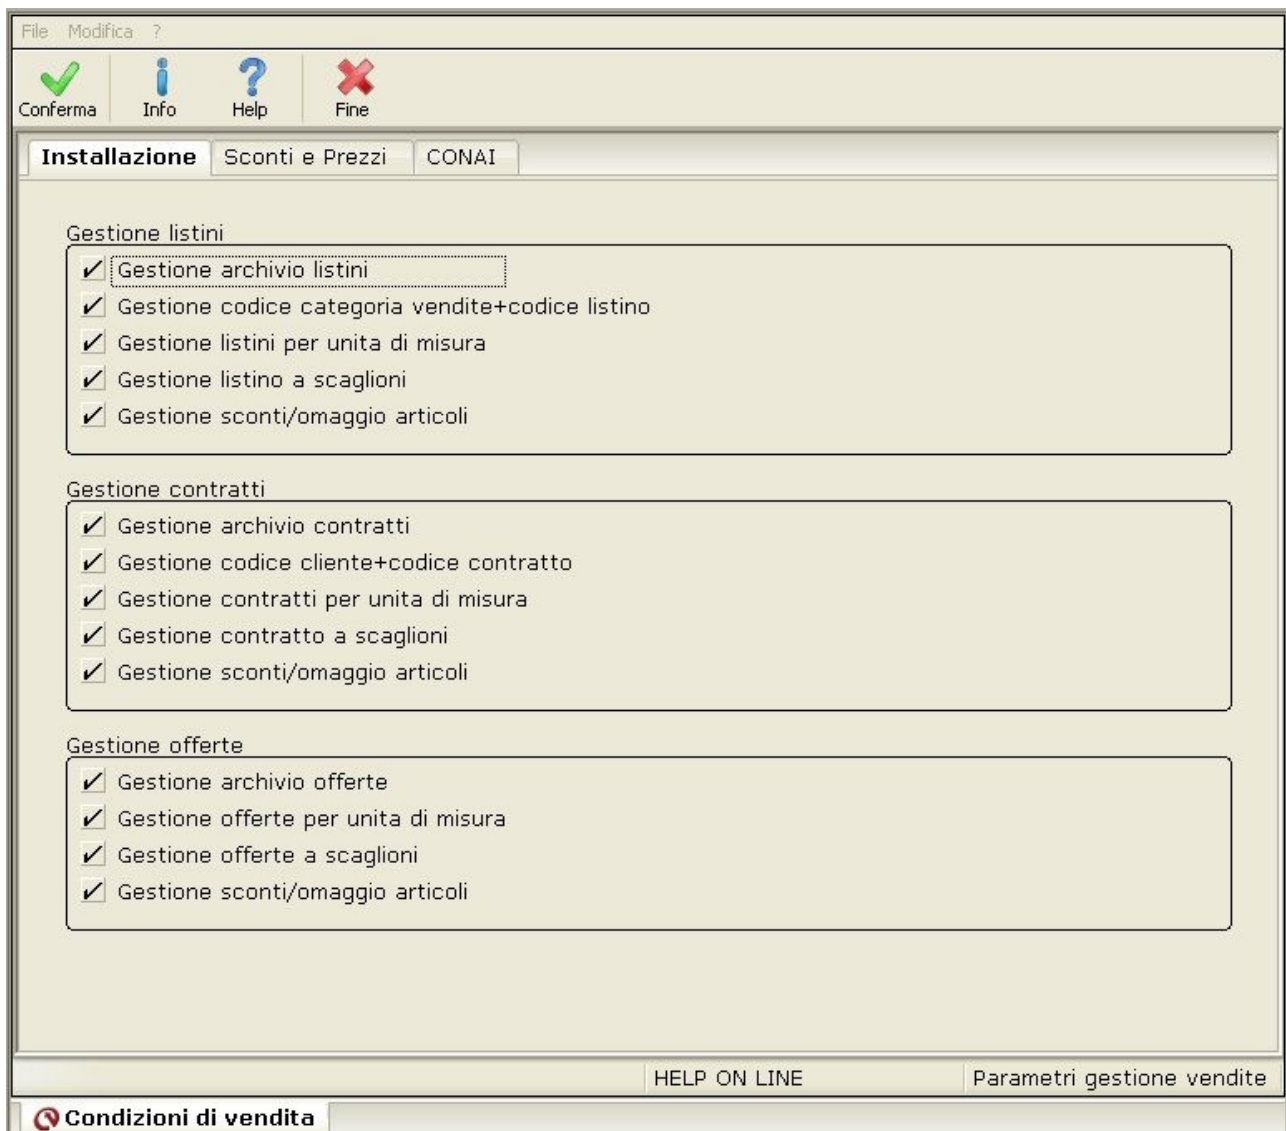 File Modifica ?
Conferma Info Help Fine
Installazione Sconti e Prezzi CONAI
Gestione listini
Gestione archivio listini
Gestione codice categoria vendite+codice listino
Gestione listini per unita di misura
Gestione listino a scaglioni
Gestione sconti/omaggio articoli
Gestione contratti
Gestione archivio contratti
Gestione codice cliente+codice contratto
Gestione contratti per unita di misura
Gestione contratto a scaglioni
Gestione sconti/omaggio articoli
Gestione offerte
Gestione archivio offerte
Gestione offerte per unita di misura
Gestione offerte a scaglioni
Gestione sconti/omaggio articoli
HELP ON LINE Parametri gestione vendite
Condizioni di vendita